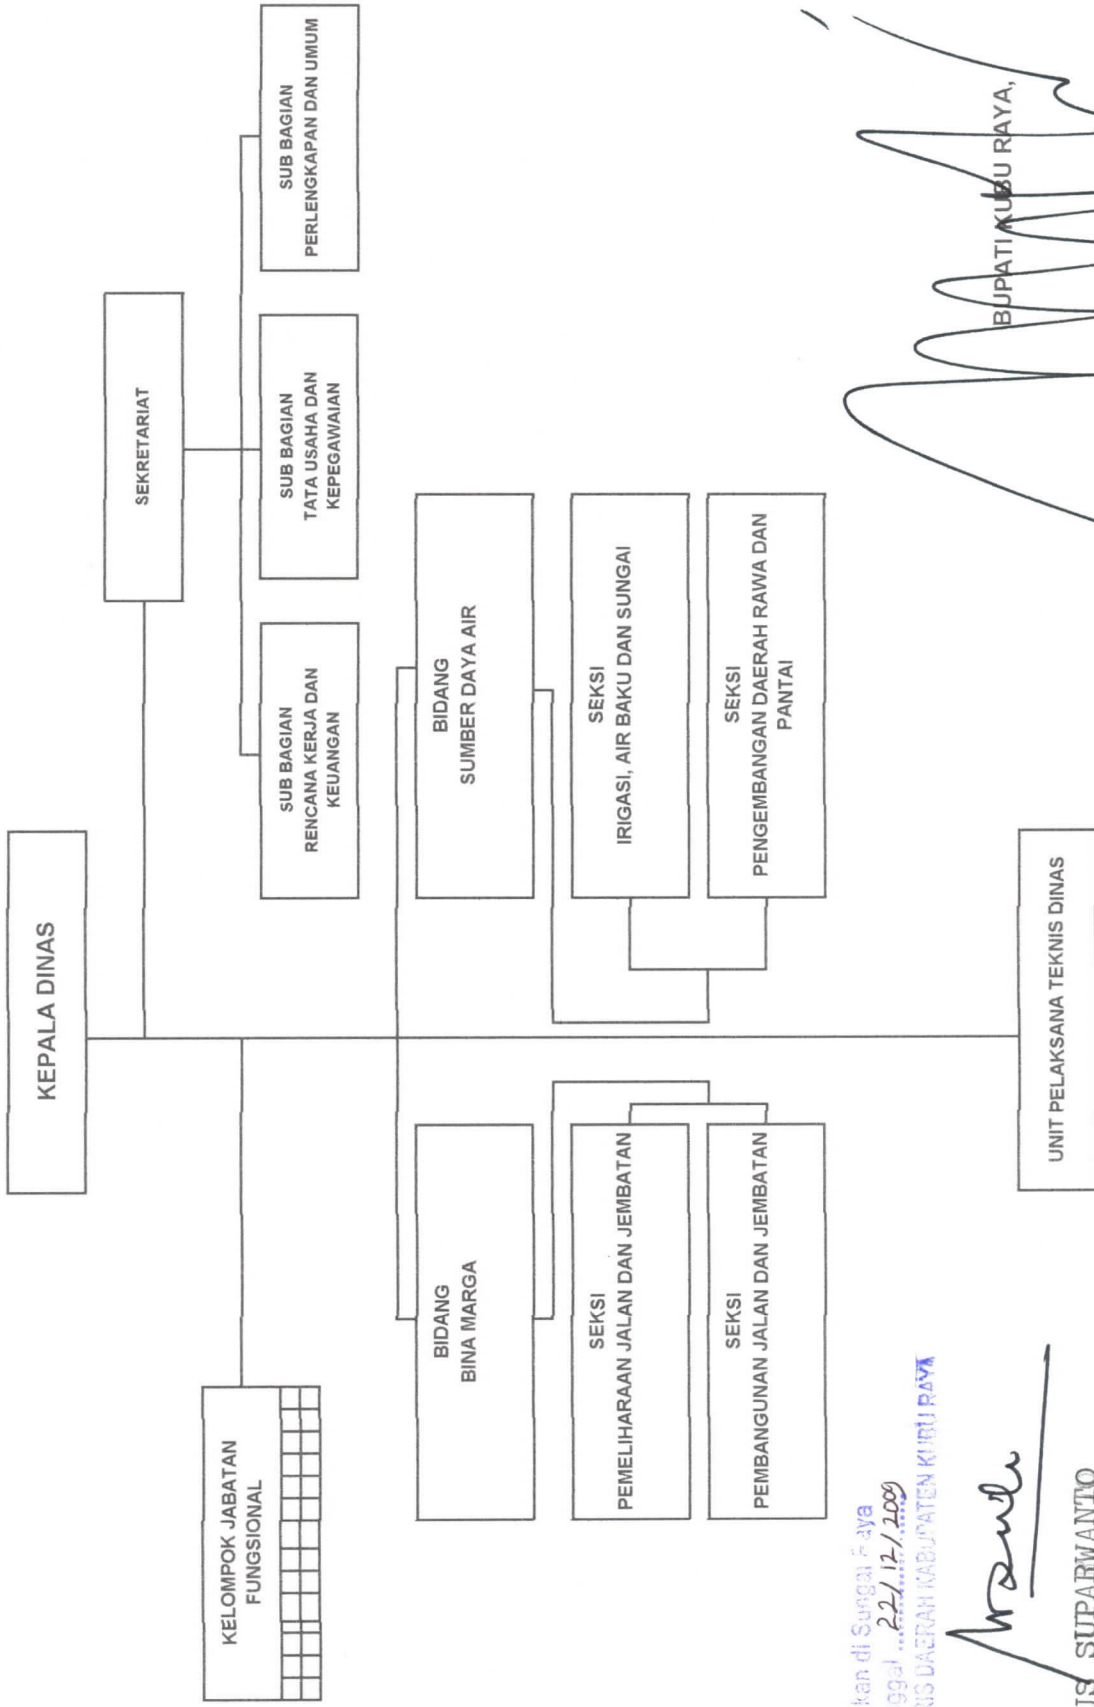 KEPALA DINAS
SEKRETARIAT
KELOMPOK JABATAN
FUNGSIONAL
SUB BAGIAN
RENCANA KERJA DAN
KEUANGAN
SUB BAGIAN
TATA USAHA DAN
KEPEGAWAIAN
SUB BAGIAN
PERLENGKAPAN DAN UMUM
BIDANG
BINA MARGA
BIDANG
SUMBER DAYA AIR
SEKSI
PEMELIHARAAN JALAN DAN JEMBATAN
SEKSI
IRIGASI, AIR BAKU DAN SUNGAI
SEKSI
PEMBANGUNAN JALAN DAN JEMBATAN
SEKSI
PENGEMBANGAN DAERAH RAWA DAN
PANTAI
UNIT PELAKSANA TEKNIS DINAS
kan di Sungai Raya
ggal 22/12/2009
IS DAERAH KABUPATEN KUBU RAYA
US SUPARWANTO
BUPATI KUBU RAYA,